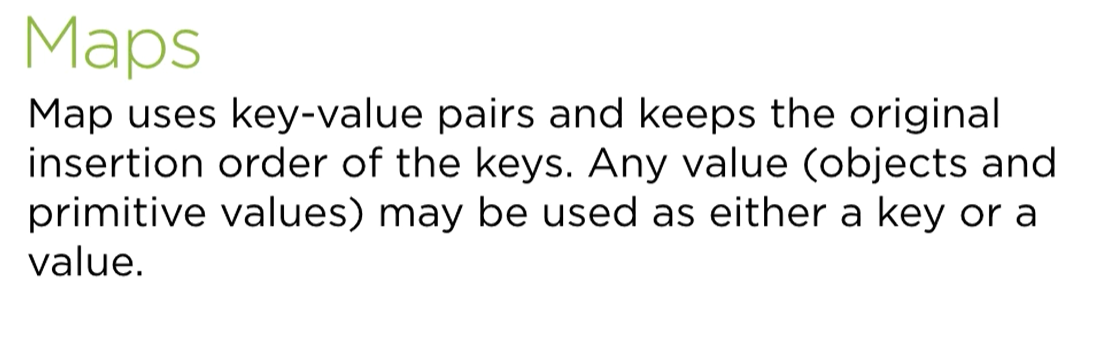 Maps
Map uses key-value pairs and keeps the original
insertion order of the keys. Any value (objects and
primitive values) may be used as either a key or a
value.